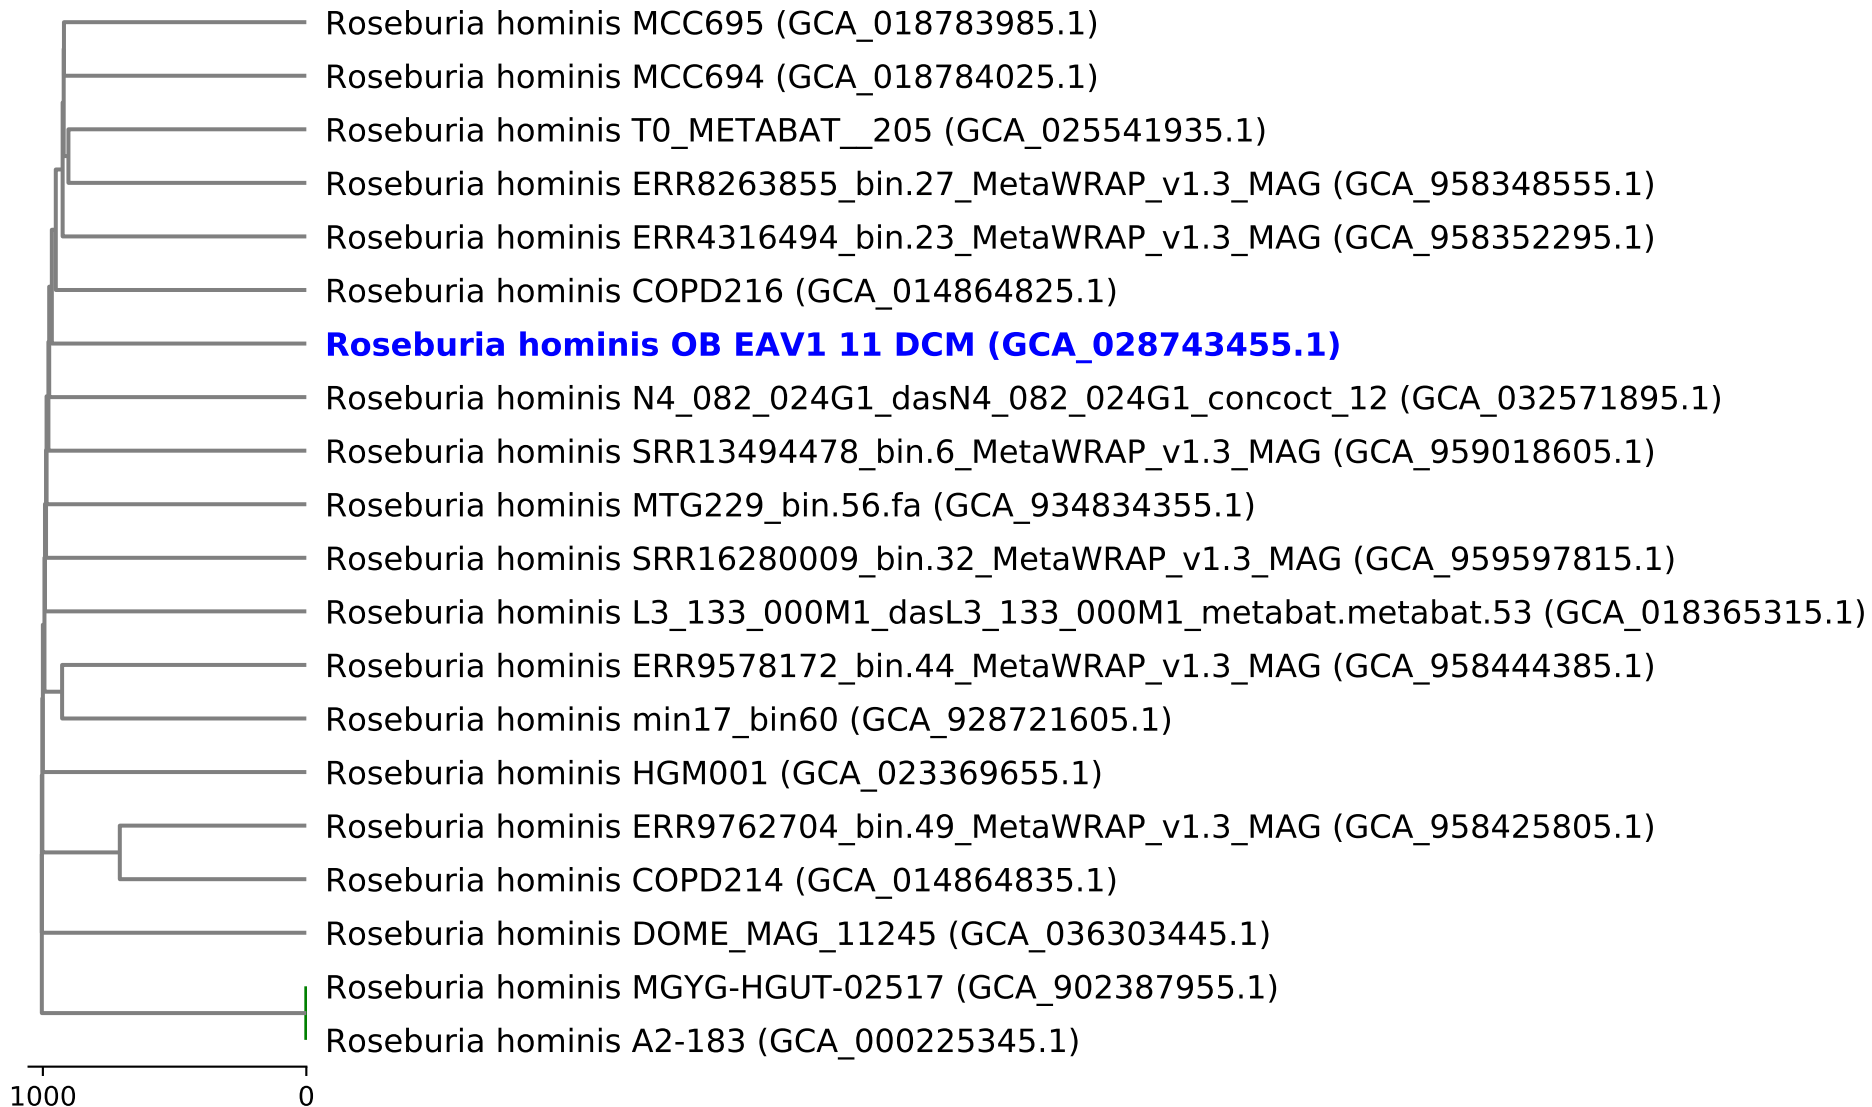 Roseburia hominis MCC695 (GCA_018783985.1)
Roseburia hominis MCC694 (GCA_018784025.1)
Roseburia hominis T0_METABAT__205 (GCA_025541935.1)
Roseburia hominis ERR8263855_bin.27_MetaWRAP_v1.3_MAG (GCA_958348555.1)
Roseburia hominis ERR4316494_bin.23_MetaWRAP_v1.3_MAG (GCA_958352295.1)
Roseburia hominis COPD216 (GCA_014864825.1)
Roseburia hominis OB EAV1 11 DCM (GCA_028743455.1)
Roseburia hominis N4_082_024G1_dasN4_082_024G1_concoct_12 (GCA_032571895.1)
Roseburia hominis SRR13494478_bin.6_MetaWRAP_v1.3_MAG (GCA_959018605.1)
Roseburia hominis MTG229_bin.56.fa (GCA_934834355.1)
Roseburia hominis SRR16280009_bin.32_MetaWRAP_v1.3_MAG (GCA_959597815.1)
Roseburia hominis L3_133_000M1_dasL3_133_000M1_metabat.metabat.53 (GCA_018365315.1)
Roseburia hominis ERR9578172_bin.44_MetaWRAP_v1.3_MAG (GCA_958444385.1)
Roseburia hominis min17_bin60 (GCA_928721605.1)
Roseburia hominis HGM001 (GCA_023369655.1)
Roseburia hominis ERR9762704_bin.49_MetaWRAP_v1.3_MAG (GCA_958425805.1)
Roseburia hominis COPD214 (GCA_014864835.1)
Roseburia hominis DOME_MAG_11245 (GCA_036303445.1)
Roseburia hominis MGYG-HGUT-02517 (GCA_902387955.1)
Roseburia hominis A2-183 (GCA_000225345.1)
1000 0